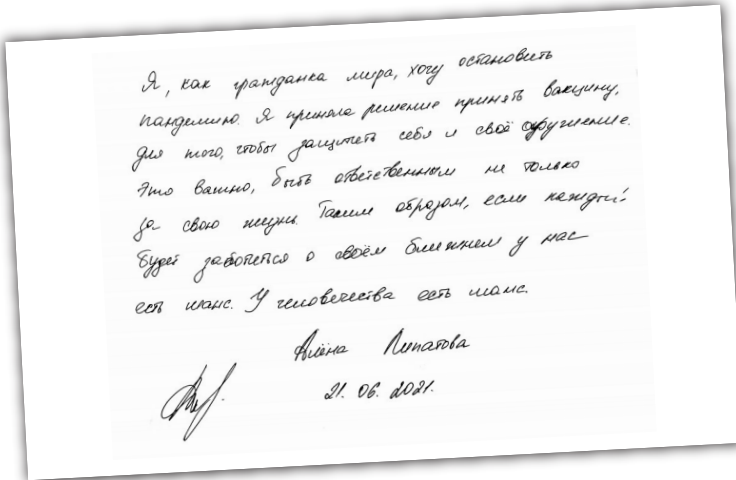 Я, как гражданка мира, хочу остановить
пандемию. Я приняла решение принять вакцину,
для того, чтобы защитить себя и своё окружение.
Это важно, быть ответственным не только
за свою жизнь. Таким образом, если каждый
будет заботиться о своём ближнем у нас
есть шанс. У человечества есть шанс.
Алёна Липатова
21. 06. 2021.